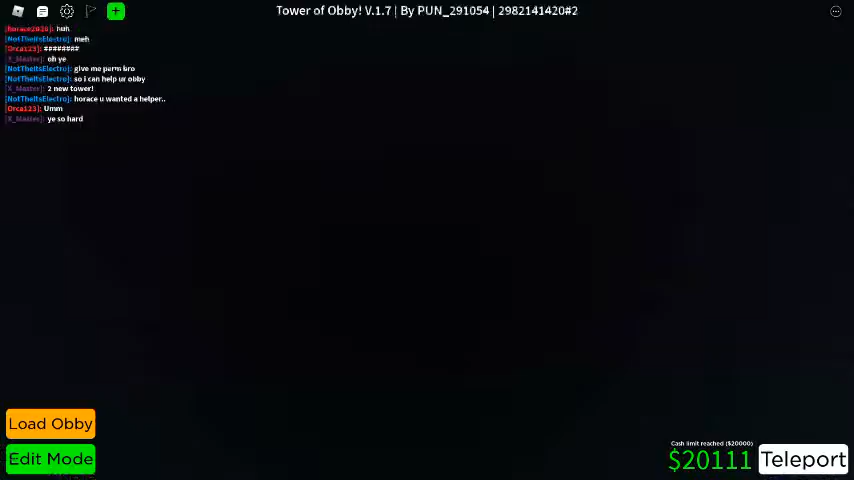 Tower of Obby! V.1.7 | By PUN_291054 | 2982141420#2
[horace2020]: huh
[NotTheItsElectro]: meh
[Orca123]: ########
[X_Master]: oh ye
[NotTheItsElectro]: give me perm bro
[NotTheItsElectro]: so i can help ur obby
[X_Master]: 2 new tower!
[NotTheItsElectro]: horace u wanted a helper..
[Orca123]: Umm
[X_Master]: ye so hard
Load Obby
Edit Mode
Cash limit reached ($20000)
$20111
Teleport